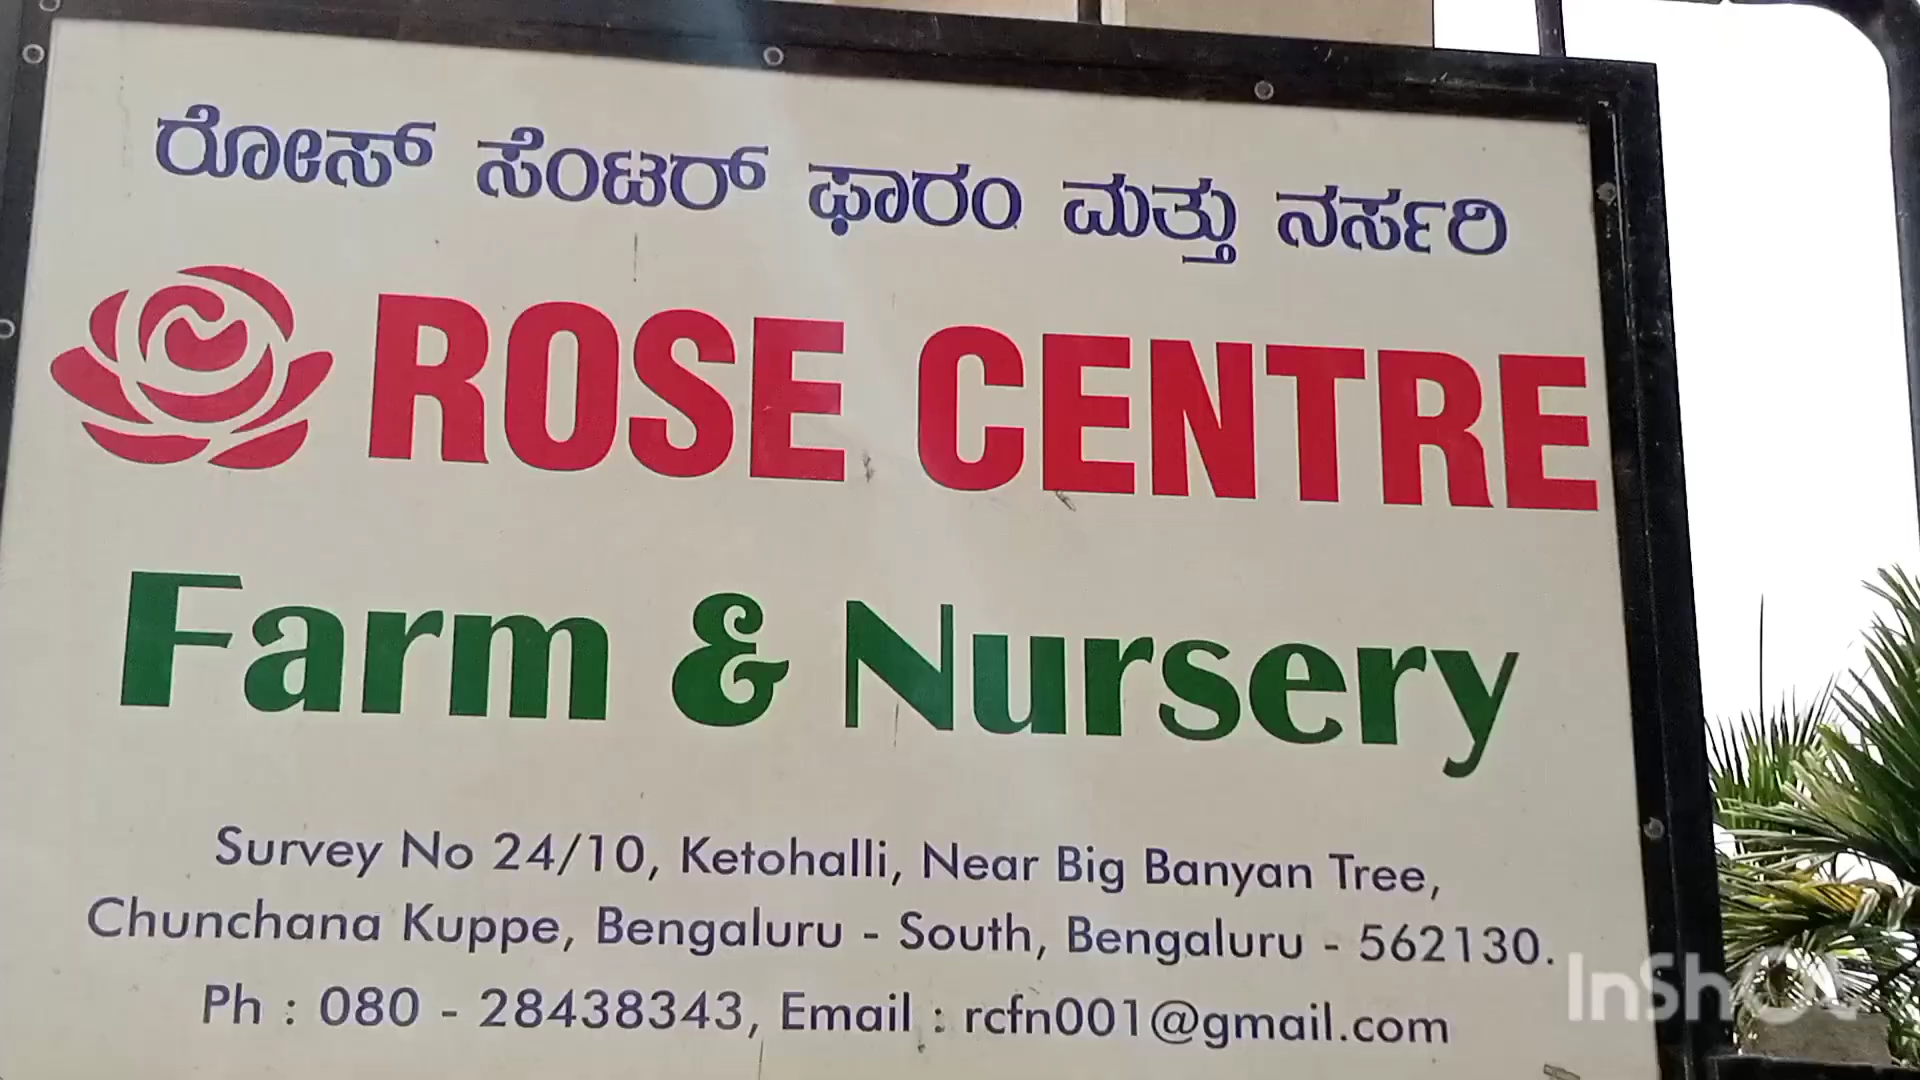 ರೋಸ್ ಸೆಂಟರ್ ಫಾರಂ ಮತ್ತು ನರ್ಸರಿ
ROSE CENTRE
Farm & Nursery
Survey No 24/10, Ketohalli, Near Big Banyan Tree,
Chunchana Kuppe, Bengaluru - South, Bengaluru - 562130.
Ph : 080 - 28438343, Email : rcfn001@gmail.com
InShOt